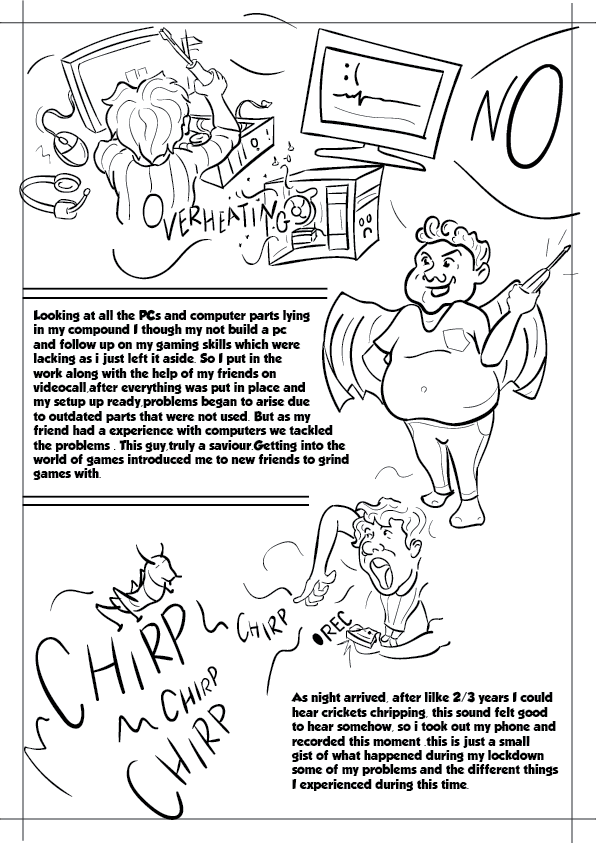 :(
NO
OVERHEATING
Looking at all the PCs and computer parts lying
in my compound I though my not build a pc
and follow up on my gaming skills which were
lacking as i just left it aside. So I put in the
work along with the help of my friends on
videocall,after everything was put in place and
my setup up ready,problems began to arise due
to outdated parts that were not used. But as my
friend had a experience with computers we tackled
the problems . This guy,truly a saviour.Getting into the
world of games introduced me to new friends to grind
games with.
CHIRP
CHIRP
REC
CHIRP
CHIRP
As night arrived, after lilke 2/3 years I could
hear crickets chripping, this sound felt good
to hear somehow, so i took out my phone and
recorded this moment .this is just a small
gist of what happened during my lockdown
some of my problems and the different things
I experienced during this time.